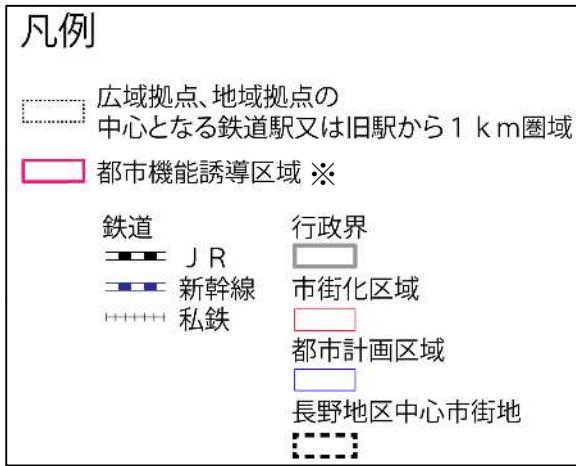 凡例
広域拠点、地域拠点の
中心となる鉄道駅又は旧駅から1km圏域
都市機能誘導区域※
鉄道
JR
新幹線
私鉄
行政界
市街化区域
都市計画区域
長野地区中心市街地